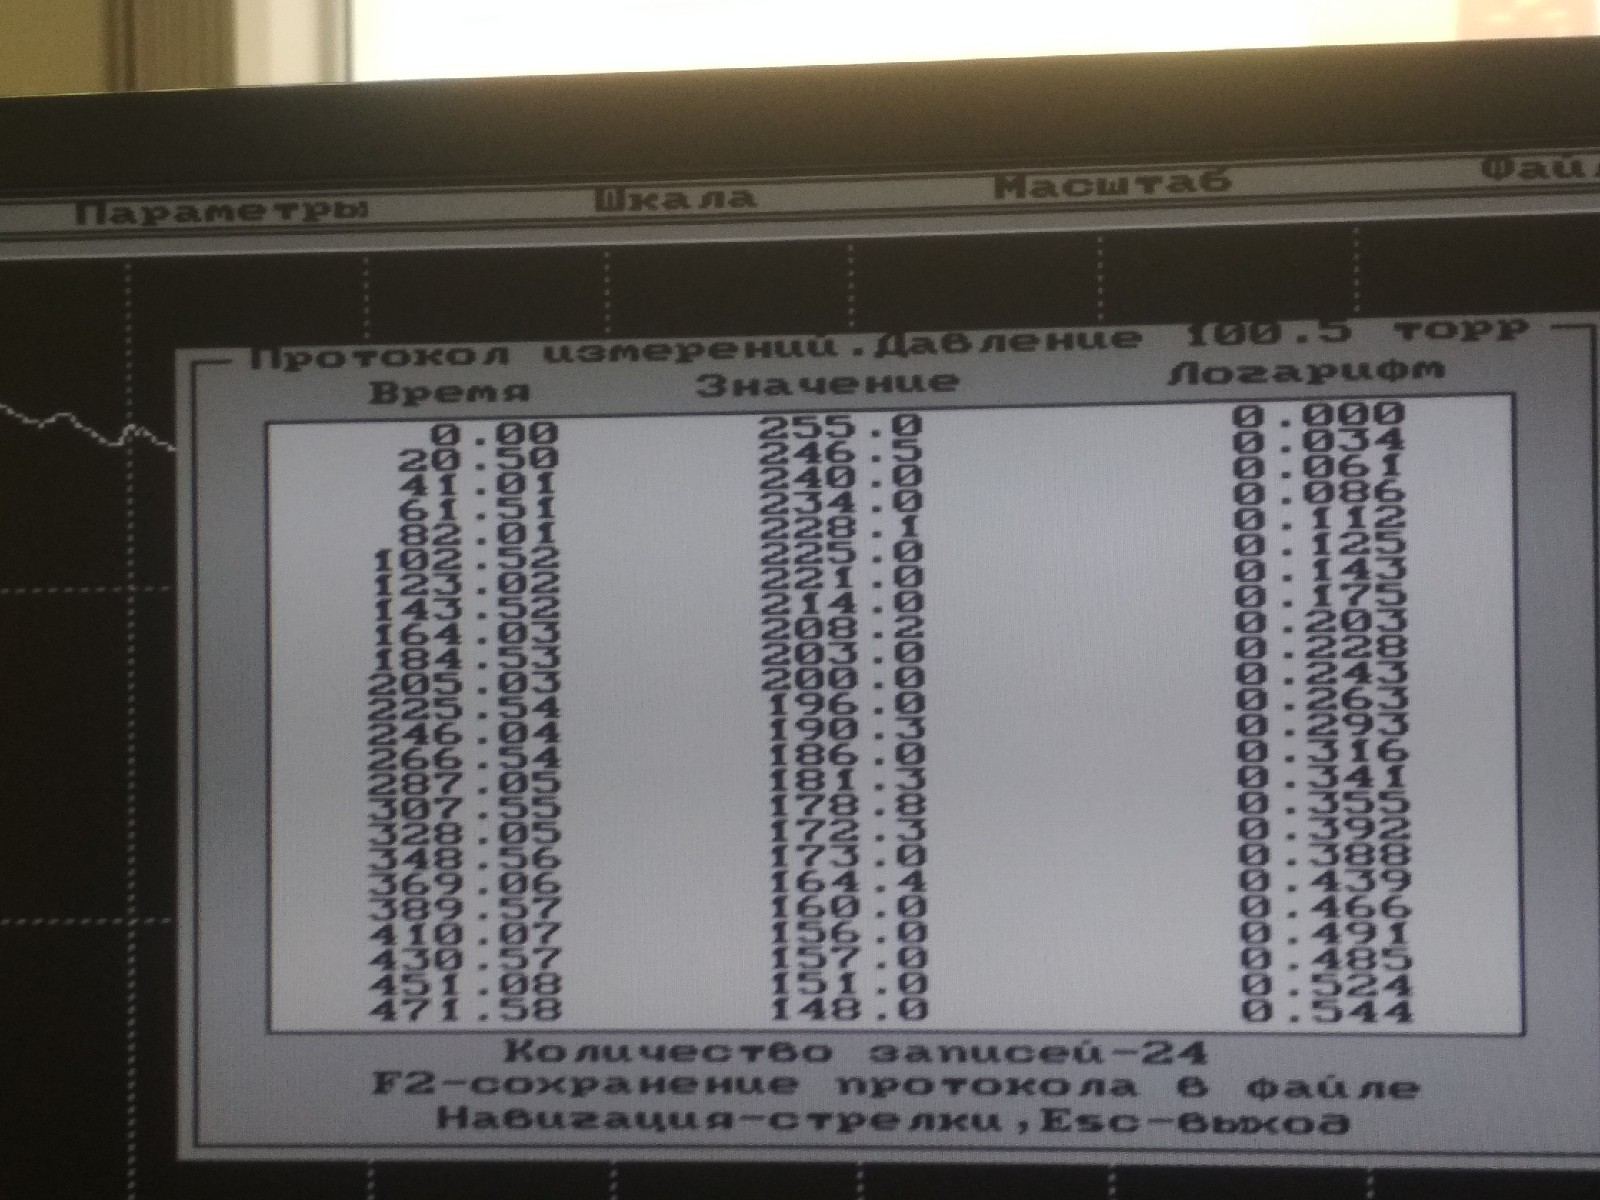 Параметры Шкала Масштаб Файл
Протокол измерений.Давление 100.5 торр
Время Значение Логарифм
0.00 255.0 0.000
20.50 246.5 0.034
41.01 240.0 0.061
61.51 234.0 0.086
82.01 228.1 0.112
102.52 225.0 0.125
123.02 221.0 0.143
143.52 214.0 0.175
164.03 208.2 0.203
184.53 203.0 0.228
205.03 200.0 0.243
225.54 196.0 0.263
246.04 190.3 0.293
266.54 186.0 0.316
287.05 181.3 0.341
307.55 178.8 0.355
328.05 172.3 0.392
348.56 173.0 0.388
369.06 164.4 0.439
389.57 160.0 0.466
410.07 156.0 0.491
430.57 157.0 0.485
451.08 151.0 0.524
471.58 148.0 0.544
Количество записей-24
F2-сохранение протокола в файле
Навигация-стрелки,Esc-выход